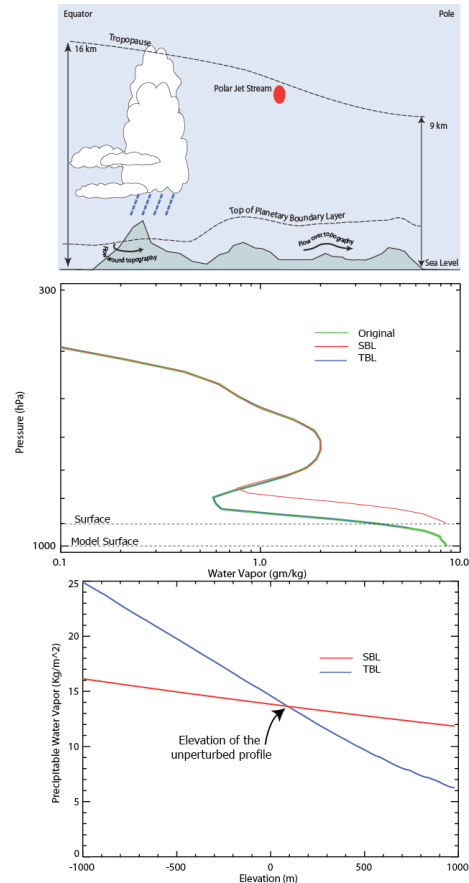 Equator
Pole
Tropopause
16 km
Polar Jet Stream
9 km
Top of Planetary Boundary Layer
Flow around topography
Flow over topography
Sea Level
300
Original
SBL
TBL
Pressure (hPa)
Surface
1000
Model Surface
0.1
1.0
10.0
Water Vapor (gm/kg)
25
20
15
10
5
0
SBL
TBL
Precipitable Water Vapor (Kg/m^2)
Elevation of the
unperturbed profile
-1000
-500
0
500
1000
Elevation (m)